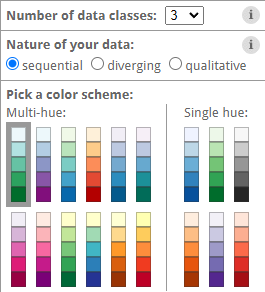 Number of data classes: 3 i
Nature of your data: i
sequential diverging qualitative
Pick a color scheme:
Multi-hue: Single hue: